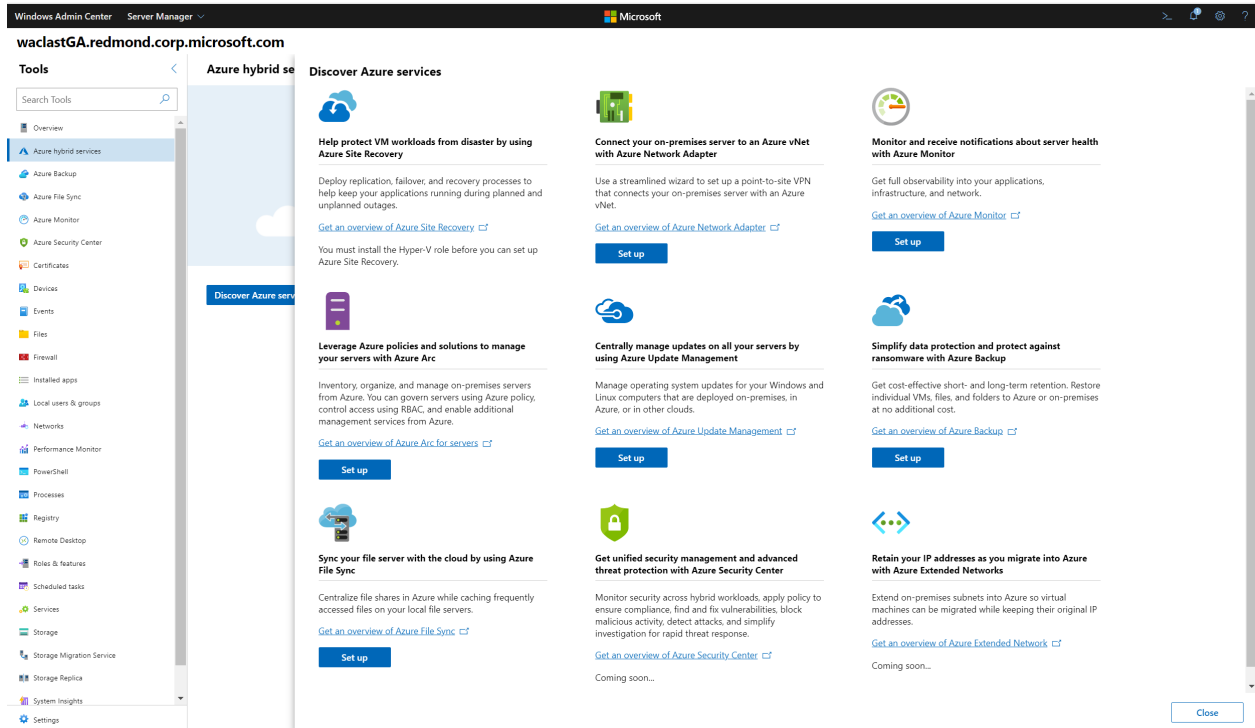 Windows Admin Center Server Manager
Microsoft
waclastGA.redmond.corp.microsoft.com
Tools
Search Tools
Overview
Azure hybrid services
Azure Backup
Azure File Sync
Azure Monitor
Azure Security Center
Certificates
Devices
Events
Files
Firewall
Installed apps
Local users & groups
Networks
Performance Monitor
PowerShell
Processes
Registry
Remote Desktop
Roles & features
Scheduled tasks
Services
Storage
Storage Migration Service
Storage Replica
System Insights
Settings
Azure hybrid se
Discover Azure serv
Discover Azure services
Help protect VM workloads from disaster by using
Azure Site Recovery
Deploy replication, failover, and recovery processes to
help keep your applications running during planned and
unplanned outages.
Get an overview of Azure Site Recovery
You must install the Hyper-V role before you can set up
Azure Site Recovery.
Connect your on-premises server to an Azure vNet
with Azure Network Adapter
Use a streamlined wizard to set up a point-to-site VPN
that connects your on-premises server with an Azure
vNet.
Get an overview of Azure Network Adapter
Set up
Monitor and receive notifications about server health
with Azure Monitor
Get full observability into your applications,
infrastructure, and network.
Get an overview of Azure Monitor
Set up
Leverage Azure policies and solutions to manage
your servers with Azure Arc
Inventory, organize, and manage on-premises servers
from Azure. You can govern servers using Azure policy,
control access using RBAC, and enable additional
management services from Azure.
Get an overview of Azure Arc for servers
Set up
Centrally manage updates on all your servers by
using Azure Update Management
Manage operating system updates for your Windows and
Linux computers that are deployed on-premises, in
Azure, or in other clouds.
Get an overview of Azure Update Management
Set up
Simplify data protection and protect against
ransomware with Azure Backup
Get cost-effective short- and long-term retention. Restore
individual VMs, files, and folders to Azure or on-premises
at no additional cost.
Get an overview of Azure Backup
Set up
Sync your file server with the cloud by using Azure
File Sync
Centralize file shares in Azure while caching frequently
accessed files on your local file servers.
Get an overview of Azure File Sync
Set up
Get unified security management and advanced
threat protection with Azure Security Center
Monitor security across hybrid workloads, apply policy to
ensure compliance, find and fix vulnerabilities, block
malicious activity, detect attacks, and simplify
investigation for rapid threat response.
Get an overview of Azure Security Center
Coming soon...
Retain your IP addresses as you migrate into Azure
with Azure Extended Networks
Extend on-premises subnets into Azure so virtual
machines can be migrated while keeping their original IP
addresses.
Get an overview of Azure Extended Network
Coming soon...
Close